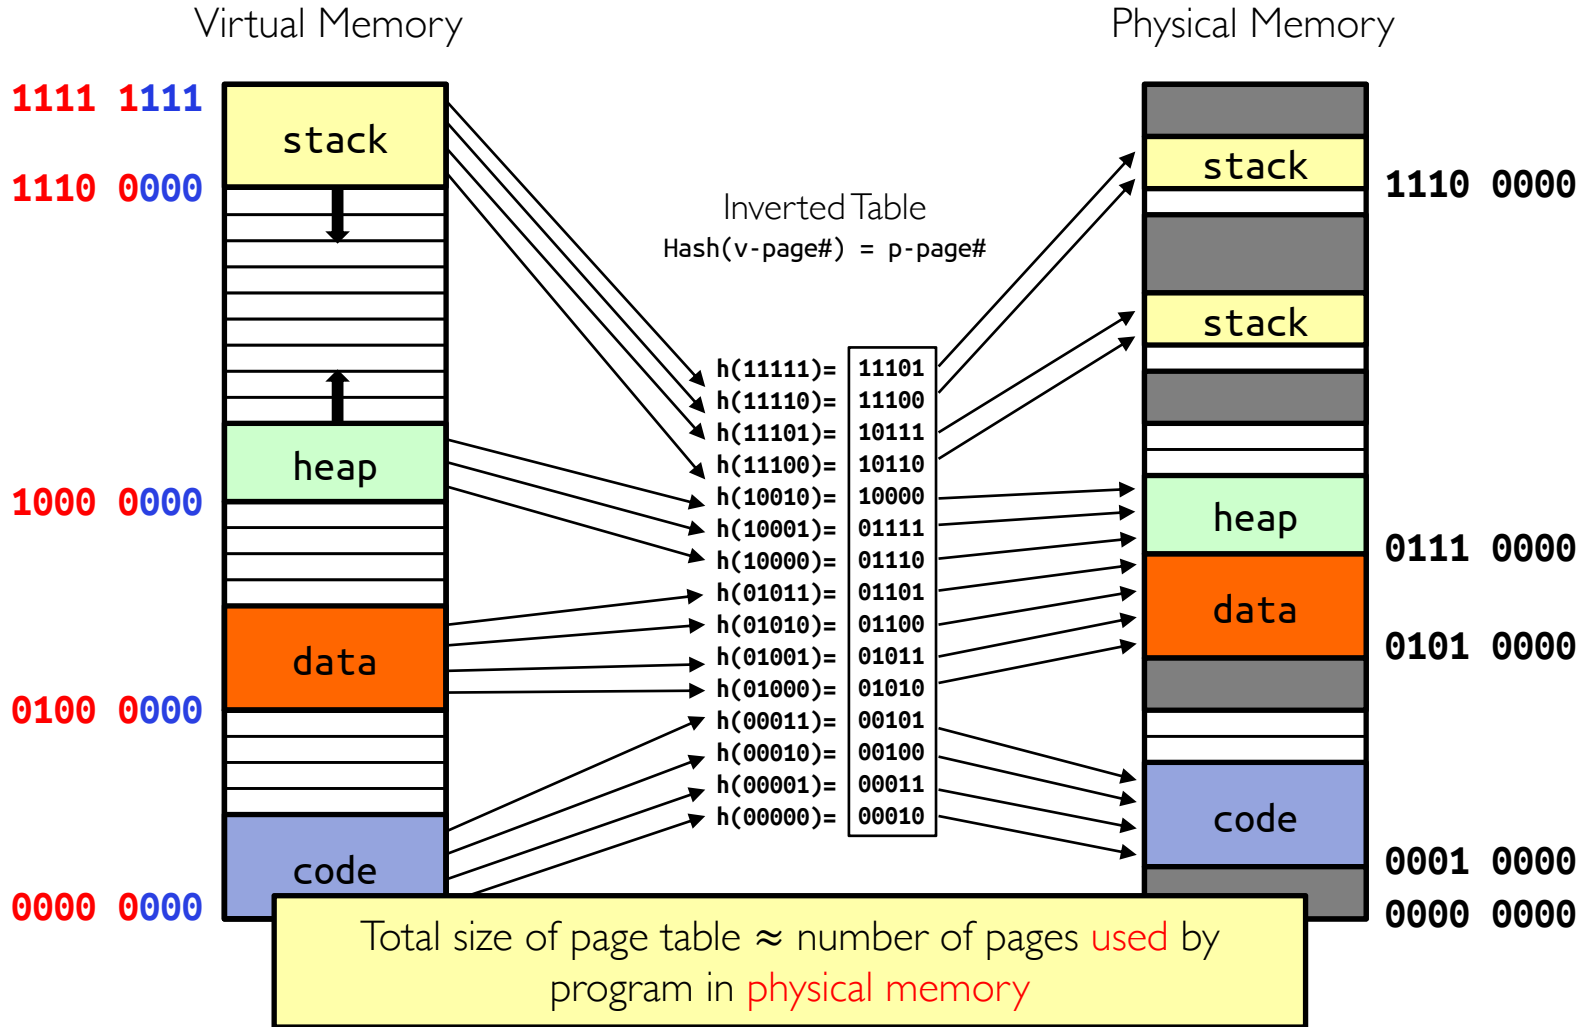 Virtual Memory
Physical Memory
1111 1111
stack
1110 0000
heap
1000 0000
data
0100 0000
code
0000 0000
Inverted Table
Hash(v-page#) = p-page#
h(11111)= 11101
h(11110)= 11100
h(11101)= 10111
h(11100)= 10110
h(10010)= 10000
h(10001)= 01111
h(10000)= 01110
h(01011)= 01101
h(01010)= 01100
h(01001)= 01011
h(01000)= 01010
h(00011)= 00101
h(00010)= 00100
h(00001)= 00011
h(00000)= 00010
stack
1110 0000
stack
heap
0111 0000
data
0101 0000
code
0001 0000
0000 0000
Total size of page table ≈ number of pages used by
program in physical memory